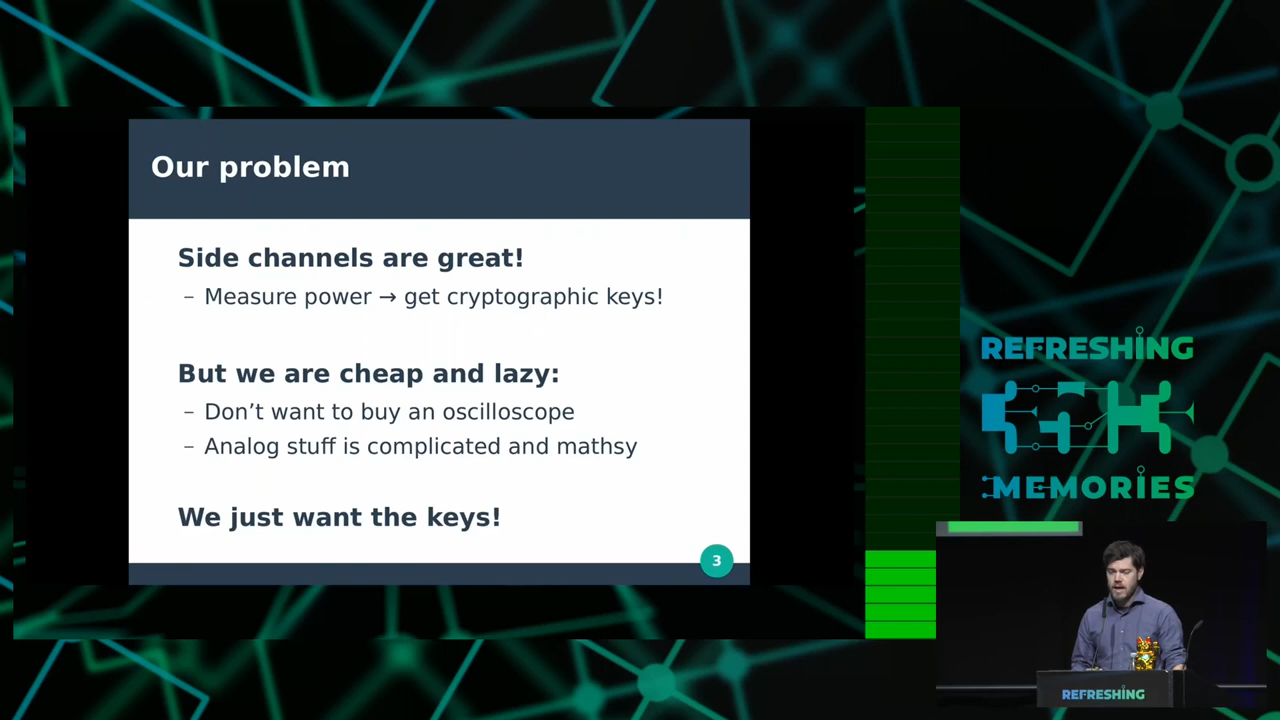 Our problem
Side channels are great!
– Measure power → get cryptographic keys!
But we are cheap and lazy:
– Don’t want to buy an oscilloscope
– Analog stuff is complicated and mathsy
We just want the keys!
3
REFRESHING
35C3
MEMORIES
REFRESHING